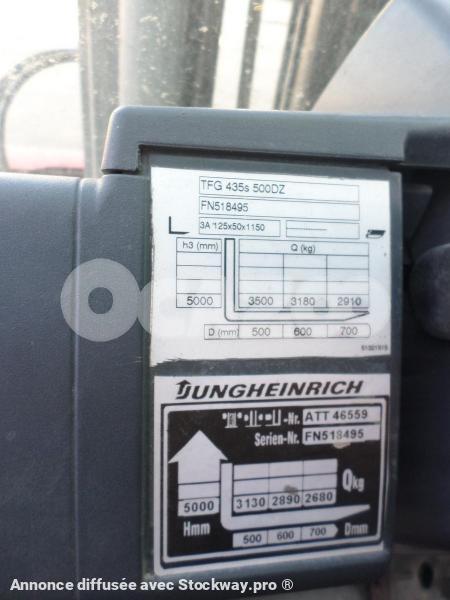 TFG 435s 500DZ
FN518495
3A 125x50x1150
h3 (mm) Q (kg)
5000 3500 3180 2910
D (mm) 500 600 700
JUNGHEINRICH
-Nr. ATT 46559
Serien-Nr. FN518495
5000 3130 2890 2680 Qkg
Hmm 500 600 700 Dmm
Annonce diffusée avec Stockway.pro ®